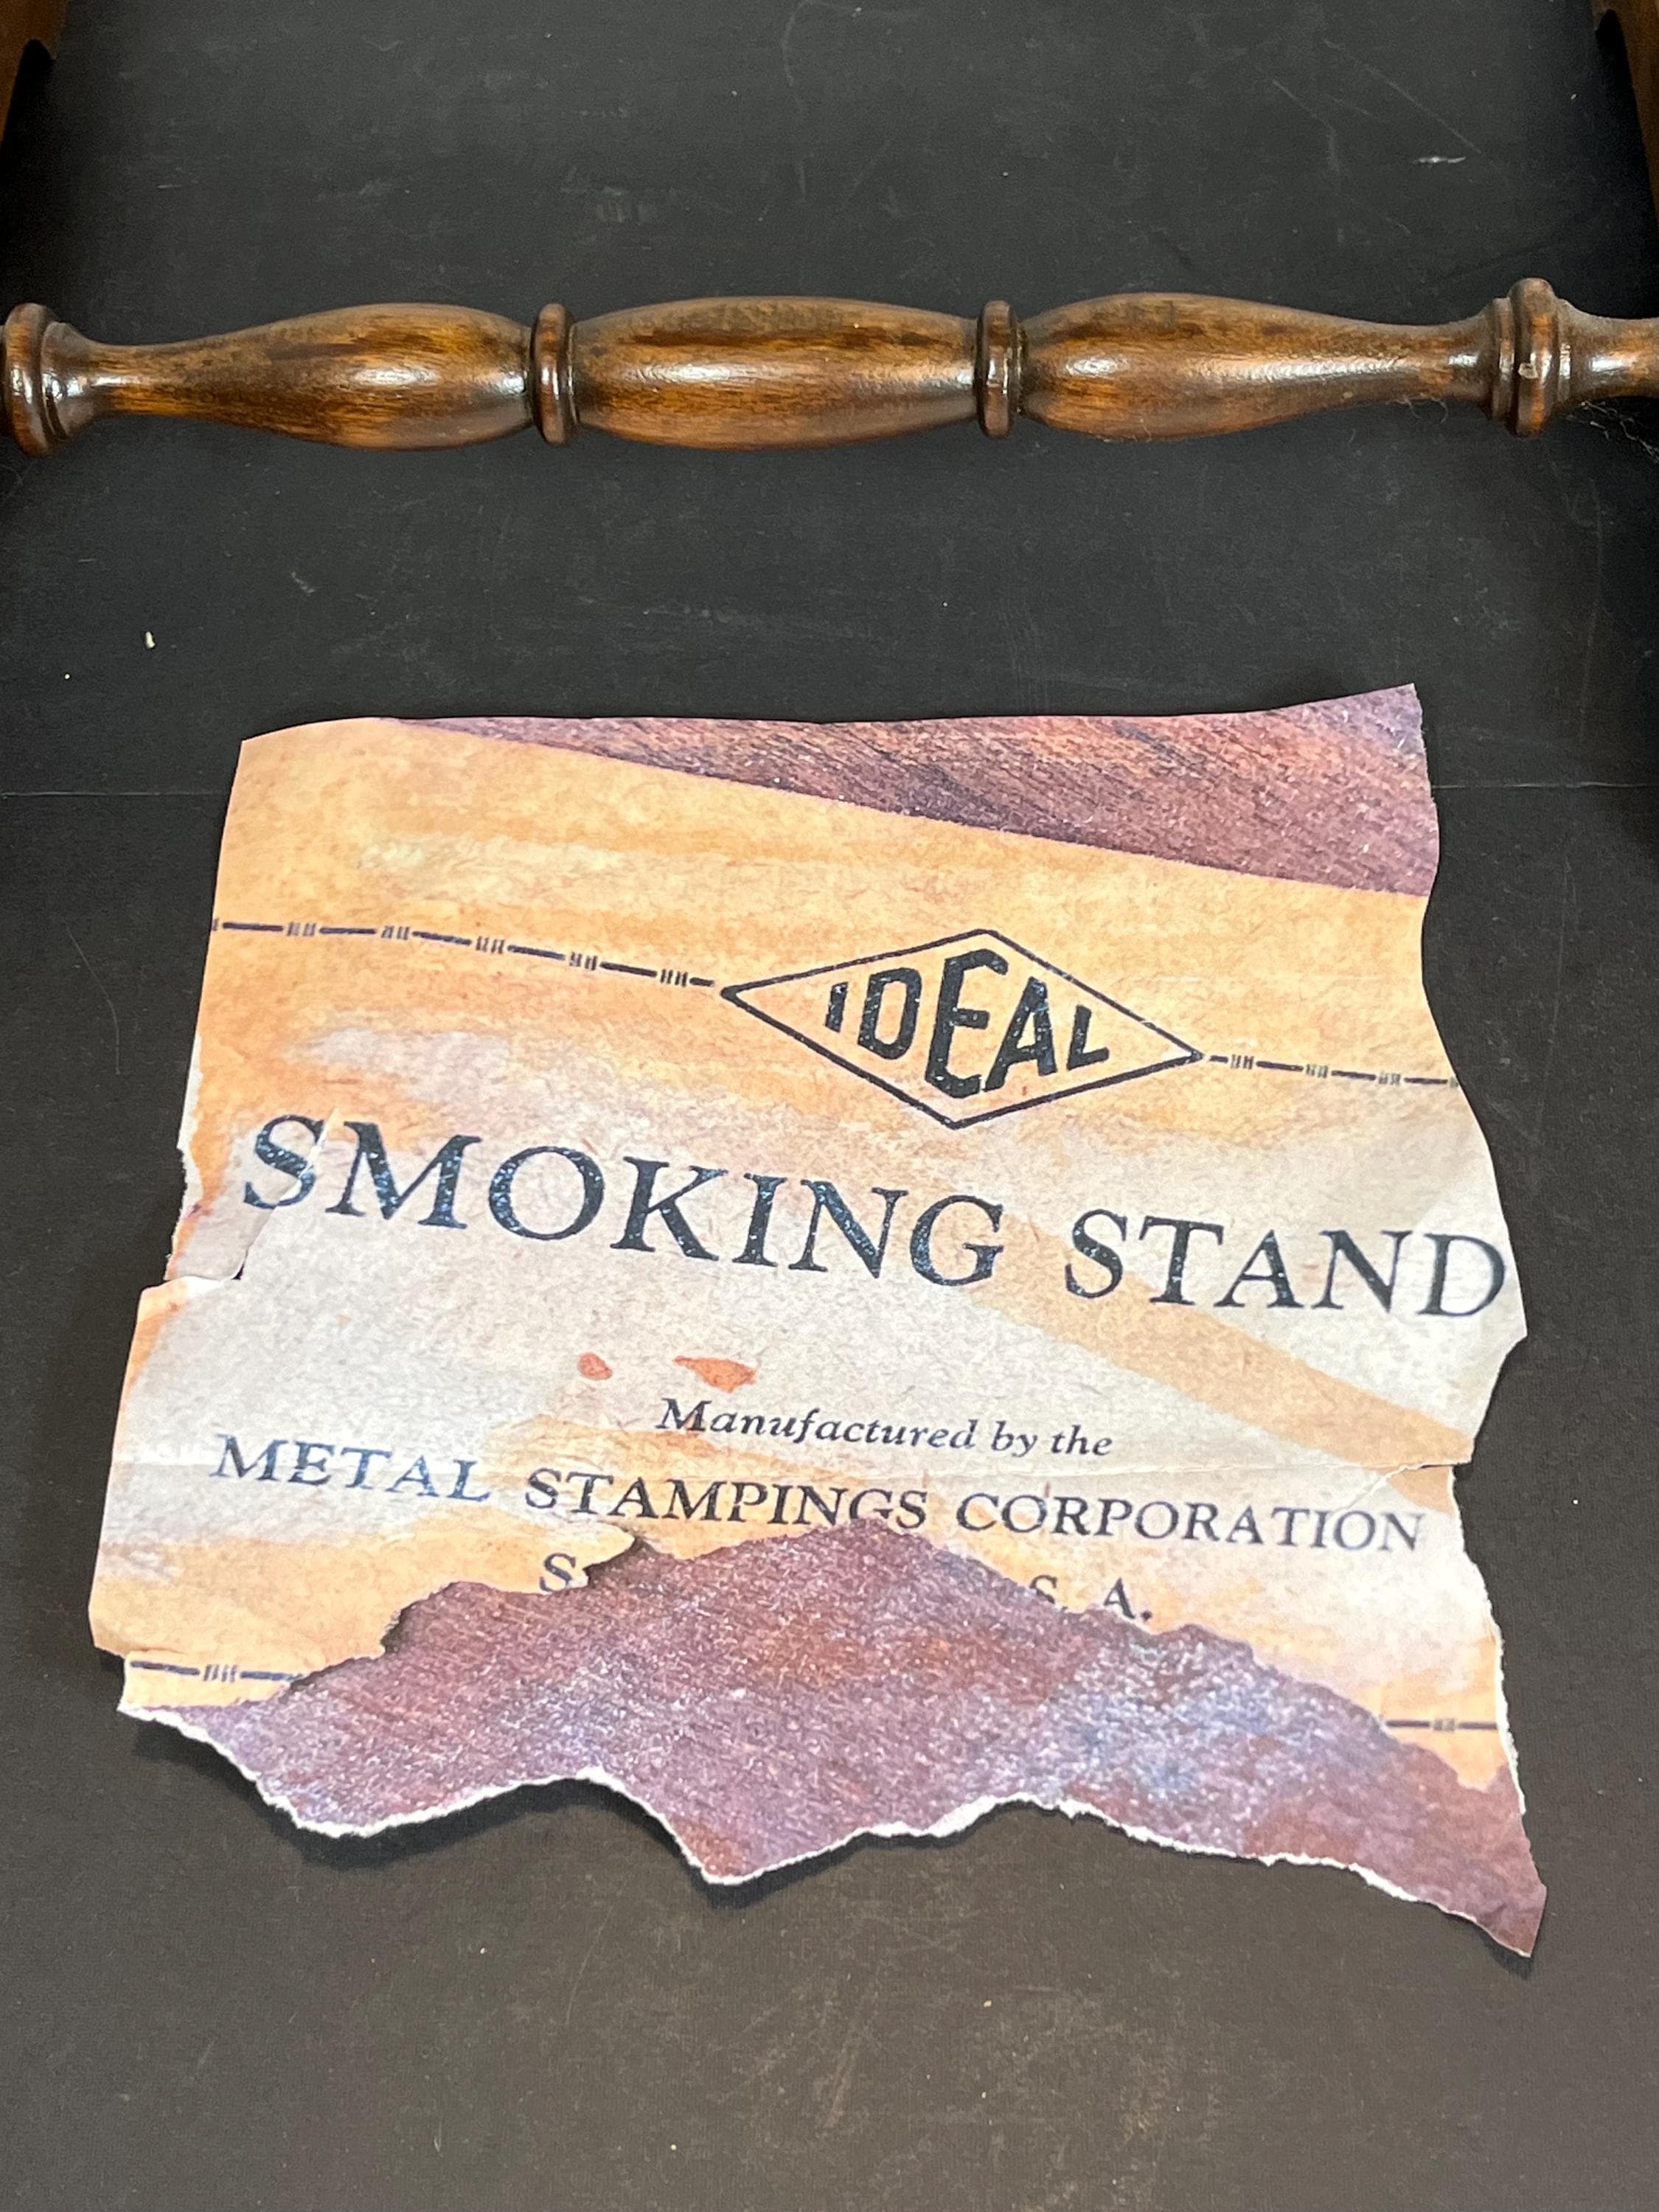 IDEAL
SMOKING STAND
Manufactured by the
METAL STAMPINGS CORPORATION
S. A.